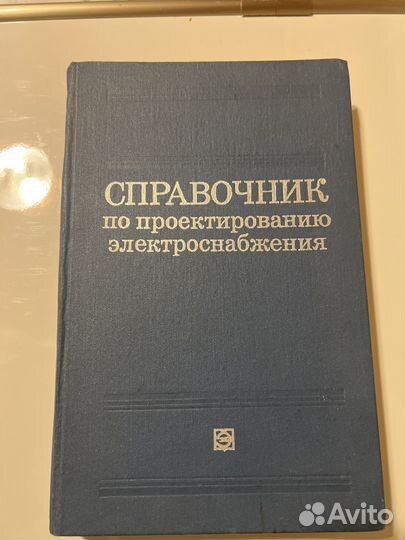 СПРАВОЧНИК
по проектированию
электроснабжения
Avito